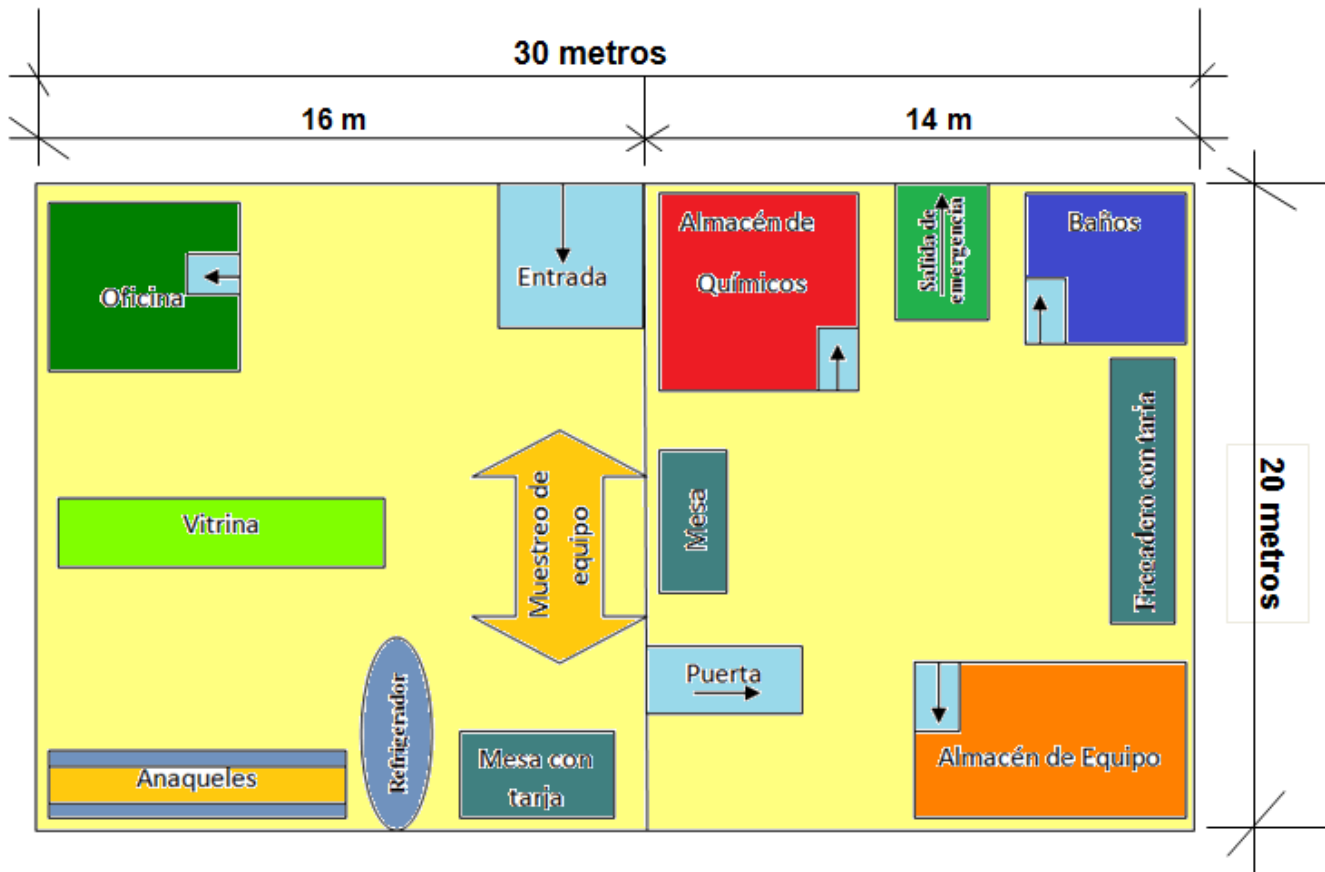 30 metros
16 m
14 m
Oficina
Entrada
Almacén de
Químicos
Salida de
emergencia
Baños
Vitrina
Muestreo de
equipo
Mesa
Fregadero con tarja
20 metros
Puerta
Refrigerador
Anaqueles
Mesa con
tarja
Almacén de Equipo